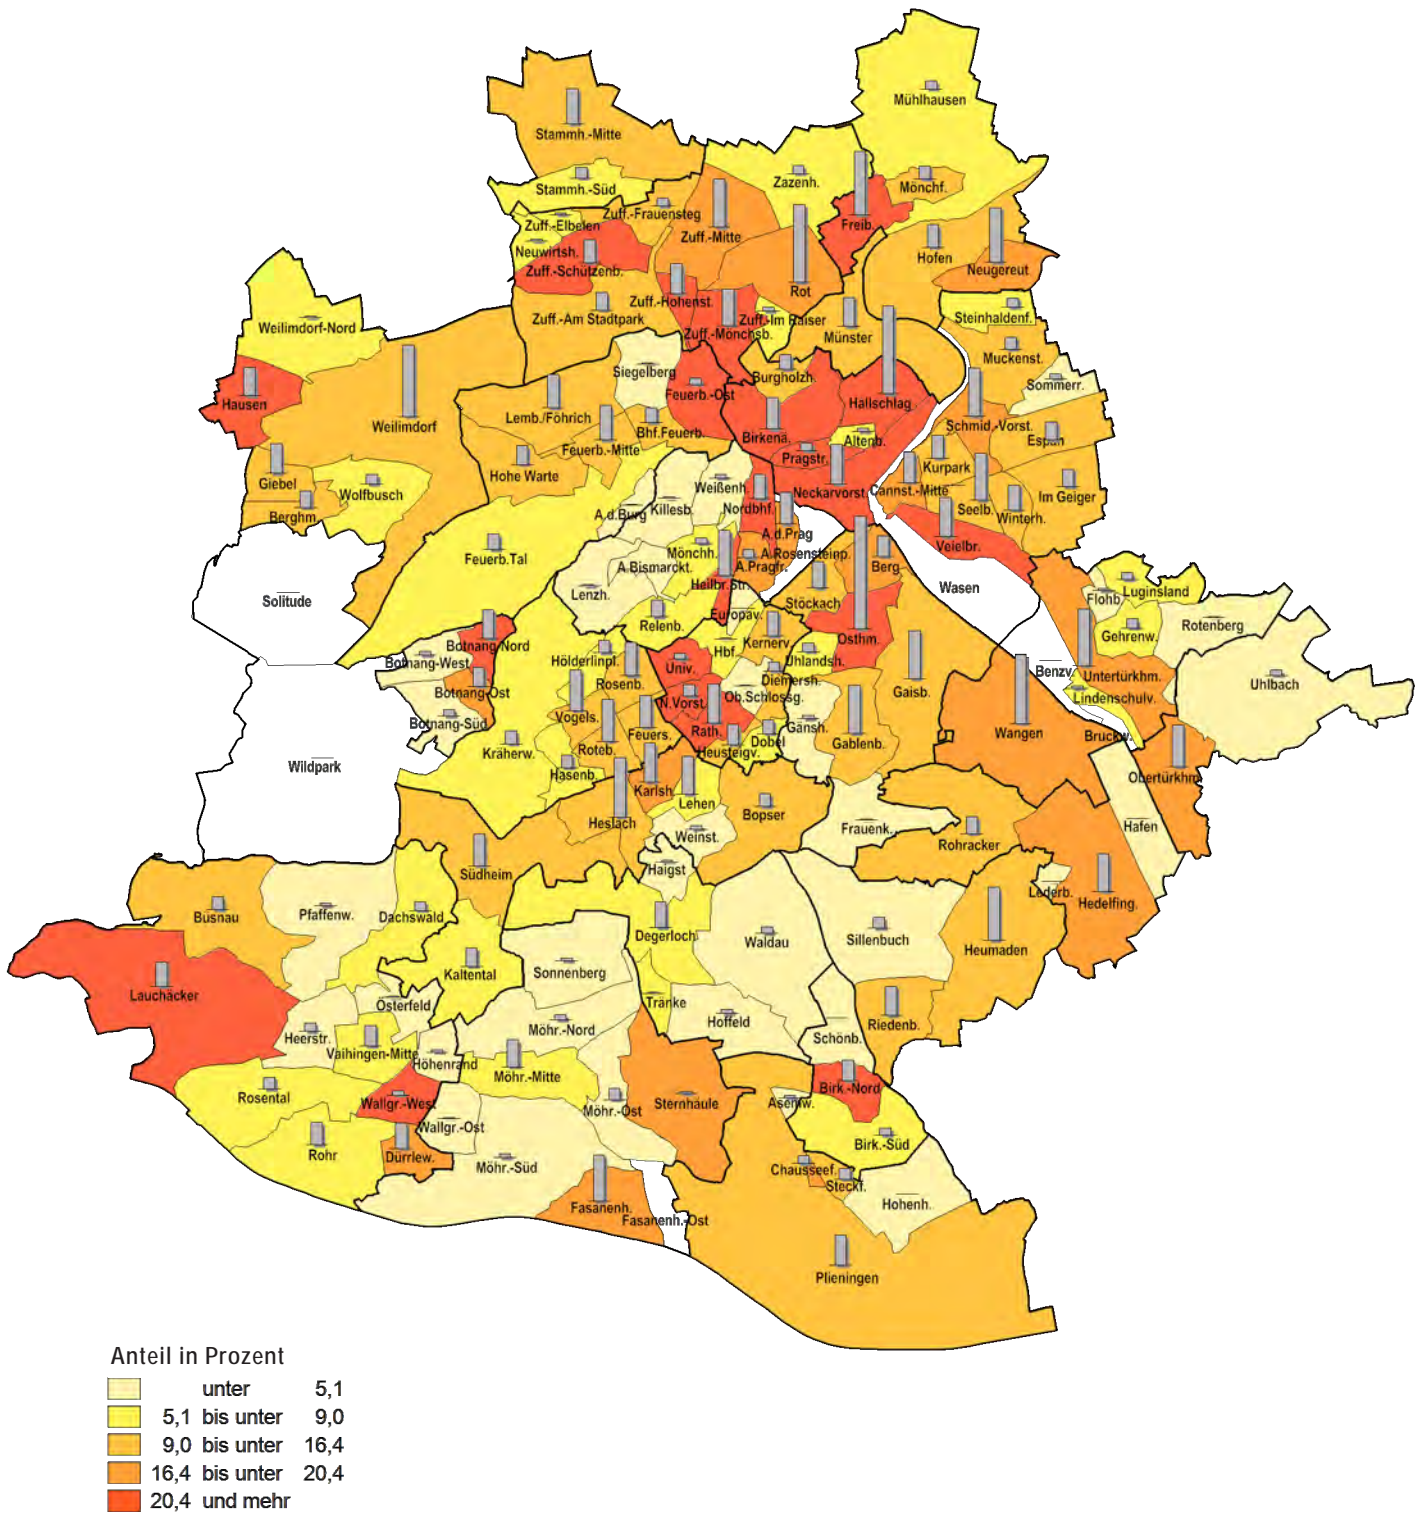 Mühlhausen
Stammh.-Mitte
Zazenh.
Mönchf.
Stammh.-Süd
Zuff.-Frauensteg
Zuff.-Elbelen
Freib.
Zuff.-Mitte
Neuwirtsh.
Hofen
Zuff.-Schützenb.
Neugereut
Rot
Zuff.-Hohenst.
Steinhaldenf.
Zuff.-Am Stadtpark
Zuff.-Im Raiser
Weilimdorf-Nord
Zuff.-Mönchsb.
Münster
Muckenst.
Siegelberg
Burgholzh.
Sommerr.
Feuerb.-Ost
Hausen
Hallschlag
Lemb./Föhrich
Weilimdorf
Schmid.-Vorst.
Bhf.Feuerb.
Birkenä.
Altenb.
Espan
Feuerb.-Mitte
Pragstr.
Kurpark
Hohe Warte
Giebel
Weißenh.
Neckarvorst.
Cannst.-Mitte
Wolfbusch
Im Geiger
Killesb.
Nordbhf.
Seelb.
A.d.Burg
Berghm.
Winterh.
A.d.Prag
Veielbr.
Mönchh.
A.Rosensteinp.
Feuerb.Tal
A.Bismarckt.
A.Pragfr.
Berg
Heilbr.Str.
Wasen
Lenzh.
Luginsland
Flohb.
Solitude
Stöckach
Europav.
Relenb.
Rotenberg
Gehrenw.
Kernerv.
Osthm.
Botnang-Nord
Hbf.
Botnang-West
Hölderlinpl.
Uhlandsh.
Univ.
Benzv.
Untertürkhm.
Diemersh.
Rosenb.
Uhlbach
Botnang-Ost
Gaisb.
Ob.Schlossg.
Lindenschulv.
N.Vorst.
Vogels.
Botnang-Süd
Gänsh.
Rath.
Feuers.
Wangen
Bruckw.
Gablenb.
Dobel
Roteb.
Heusteigv.
Kräherw.
Wildpark
Hasenb.
Obertürkhm.
Karlsh.
Lehen
Bopser
Heslach
Hafen
Frauenk.
Weinst.
Rohracker
Haigst
Südheim
Lederb.
Hedelfing.
Pfaffenw.
Dachswald
Büsnau
Degerloch
Waldau
Sillenbuch
Heumaden
Sonnenberg
Kaltental
Lauchäcker
Tränke
Osterfeld
Hoffeld
Riedenb.
Möhr.-Nord
Heerstr.
Schönb.
Vaihingen-Mitte
Höhenrand
Möhr.-Mitte
Birk.-Nord
Rosental
Wallgr.-West
Sternhäule
Asemw.
Möhr.-Ost
Wallgr.-Ost
Birk.-Süd
Rohr
Dürrlew.
Möhr.-Süd
Chausseef.
Steckf.
Hohenh.
Fasanenh.
Fasanenh.-Ost
Plieningen
Anteil in Prozent
unter 5,1
5,1 bis unter 9,0
9,0 bis unter 16,4
16,4 bis unter 20,4
20,4 und mehr